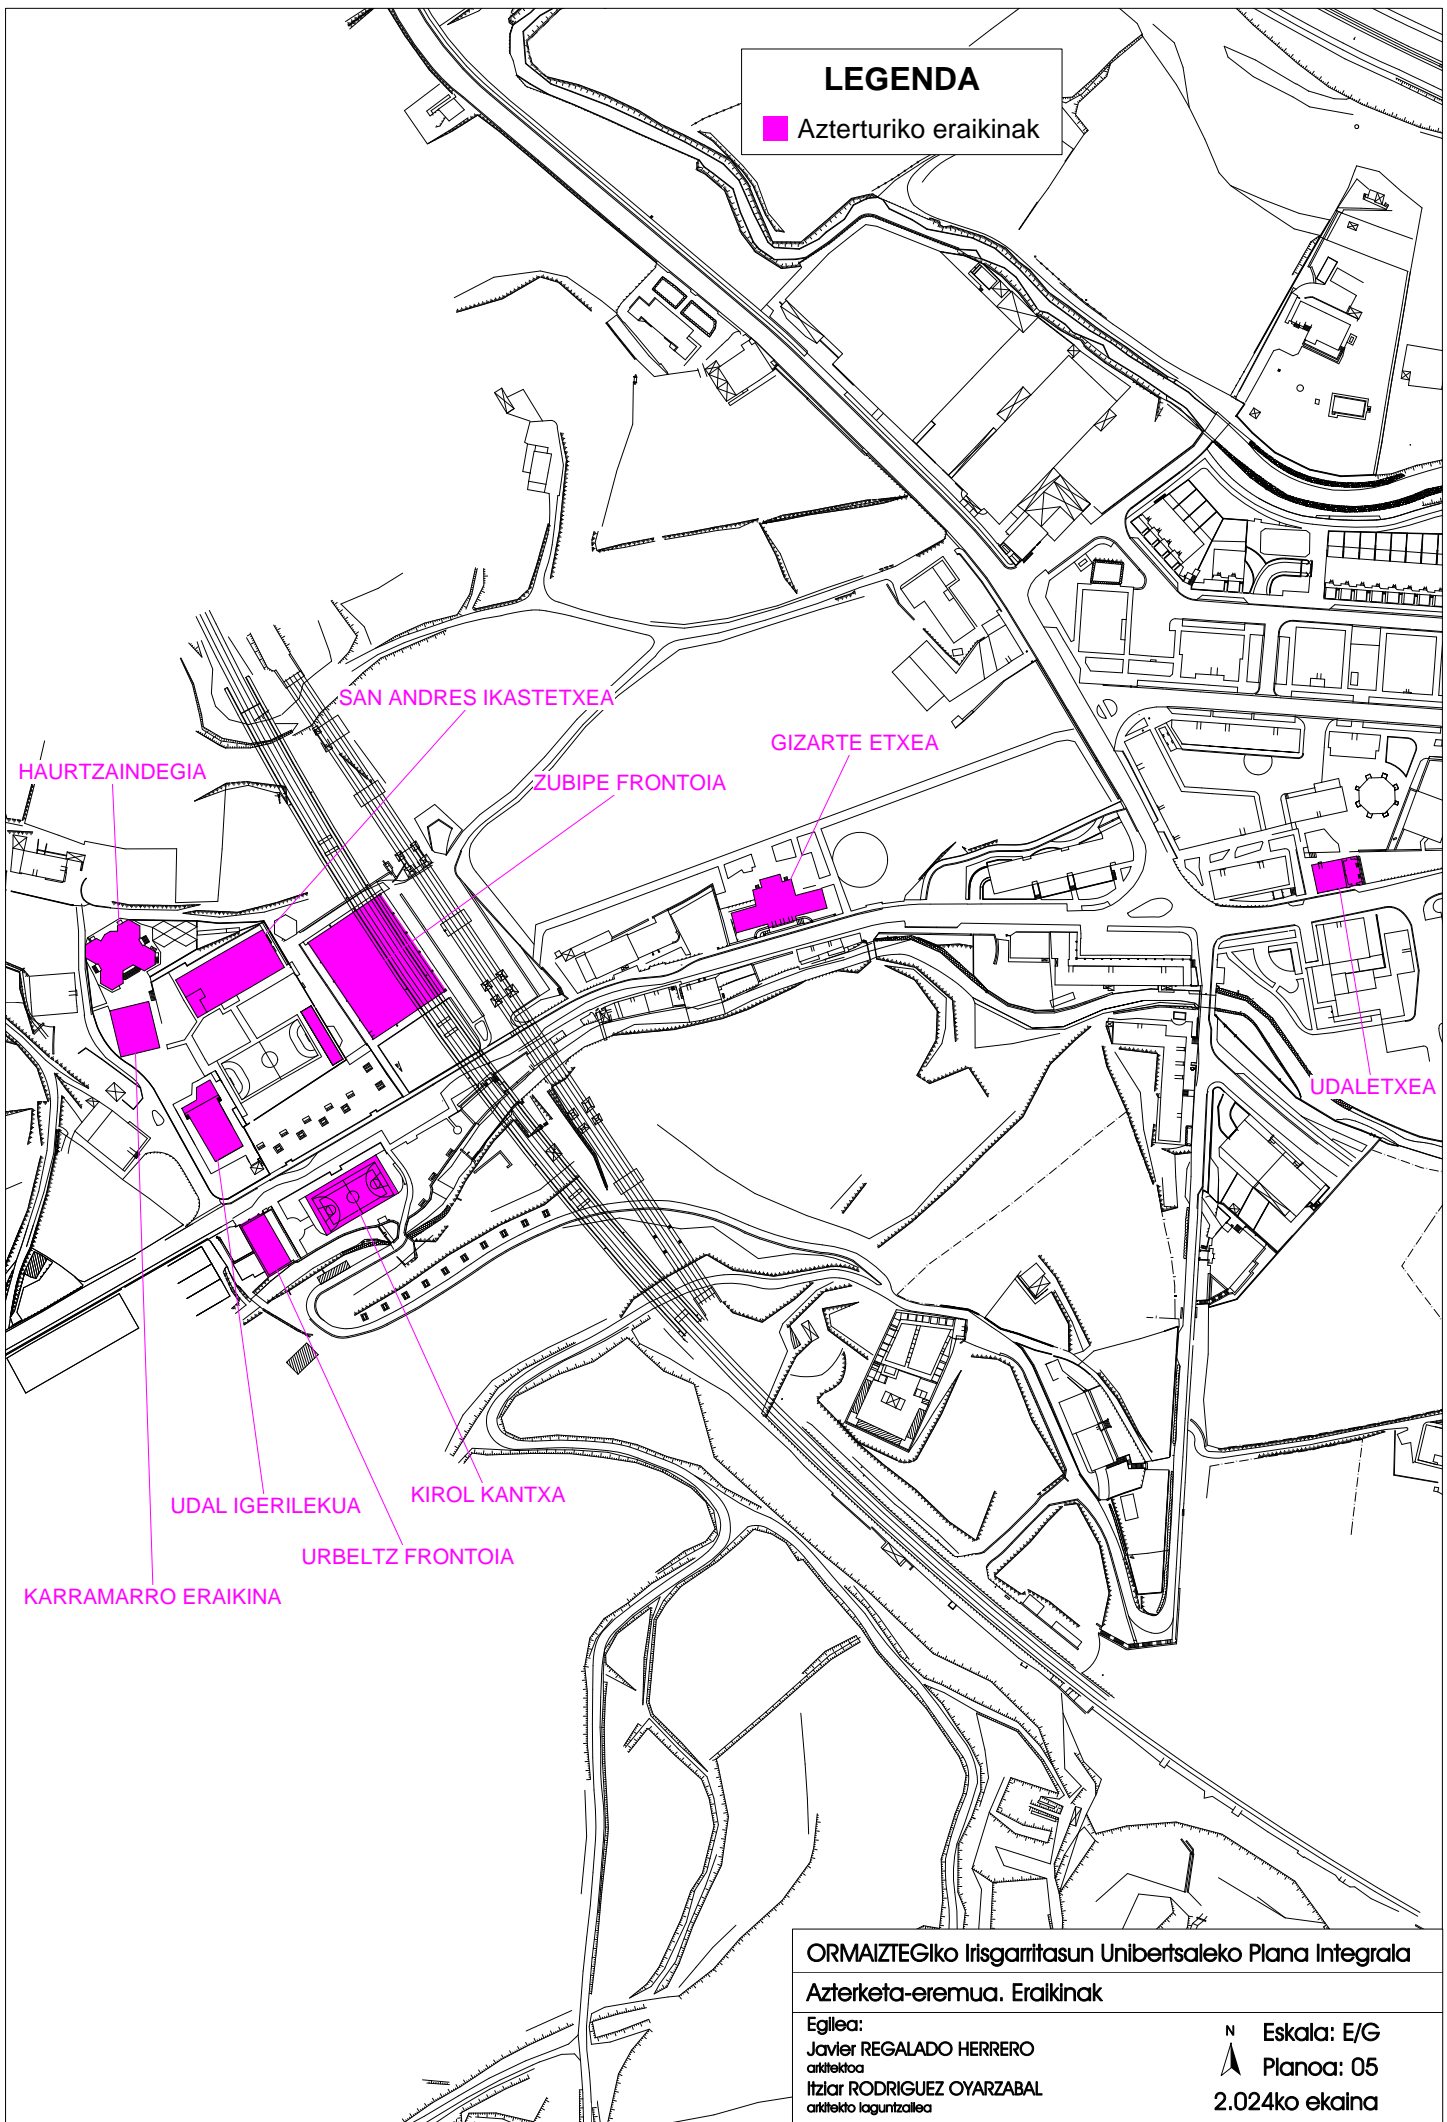 LEGENDA
Azterturiko eraikinak
SAN ANDRES IKASTETXEA
GIZARTE ETXEA
HAURTZAINDEGIA
ZUBIPE FRONTOIA
UDALETXEA
KIROL KANTXA
UDAL IGERILEKUA
URBELTZ FRONTOIA
KARRAMARRO ERAIKINA
ORMAIZTEGIko Irisgarritasun Unibertsaleko Plana Integrala
Azterketa-eremua. Eraikinak
Egilea:
Javier REGALADO HERRERO
arkitektoa
Itziar RODRIGUEZ OYARZABAL
arkitekto laguntzailea
N
Eskala: E/G
Planoa: 05
2.024ko ekaina